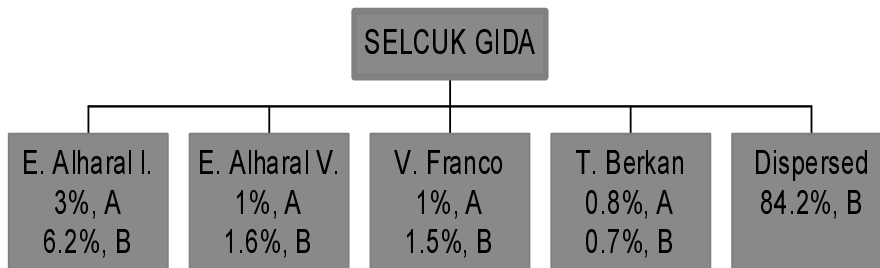 SELCUK GIDA
E. Alharal I.
3%, A
6.2%, B
E. Alharal V.
1%, A
1.6%, B
V. Franco
1%, A
1.5%, B
T. Berkan
0.8%, A
0.7%, B
Dispersed
84.2%, B